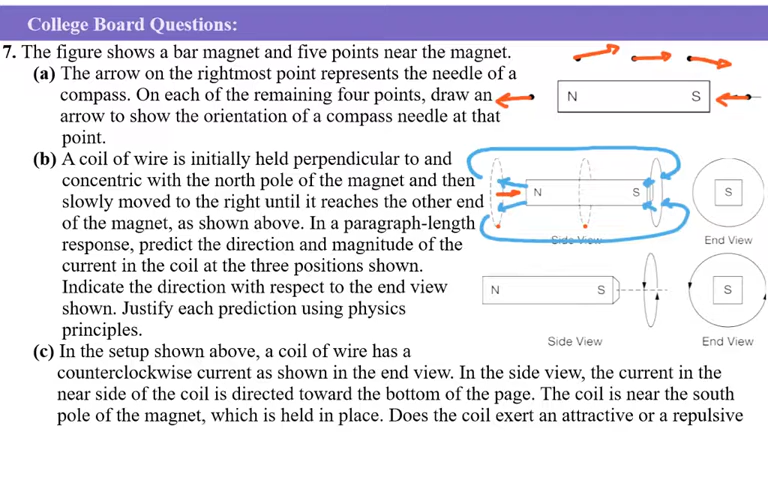 College Board Questions:
7. The figure shows a bar magnet and five points near the magnet.
(a) The arrow on the rightmost point represents the needle of a
compass. On each of the remaining four points, draw an
arrow to show the orientation of a compass needle at that
point.
N S
(b) A coil of wire is initially held perpendicular to and
concentric with the north pole of the magnet and then
slowly moved to the right until it reaches the other end
of the magnet, as shown above. In a paragraph-length
response, predict the direction and magnitude of the
current in the coil at the three positions shown.
Indicate the direction with respect to the end view
shown. Justify each prediction using physics
principles.
N S S
Side View End View
N S S
Side View End View
(c) In the setup shown above, a coil of wire has a
counterclockwise current as shown in the end view. In the side view, the current in the
near side of the coil is directed toward the bottom of the page. The coil is near the south
pole of the magnet, which is held in place. Does the coil exert an attractive or a repulsive